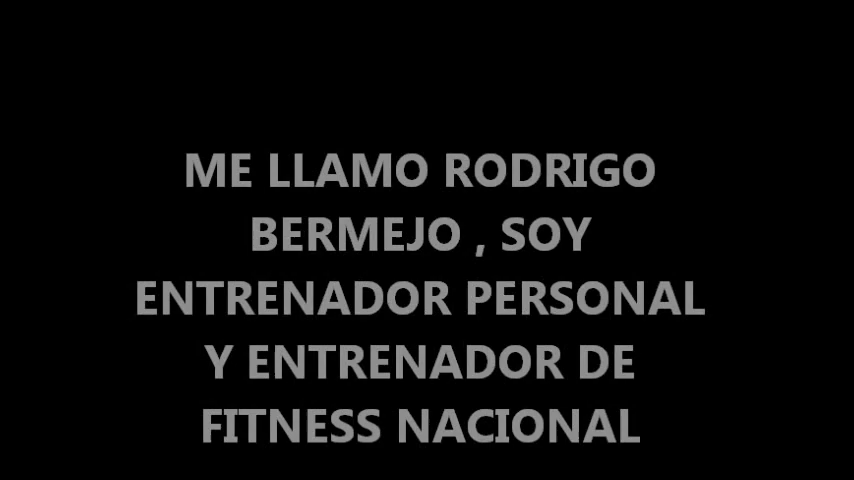 ME LLAMO RODRIGO
BERMEJO , SOY
ENTRENADOR PERSONAL
Y ENTRENADOR DE
FITNESS NACIONAL